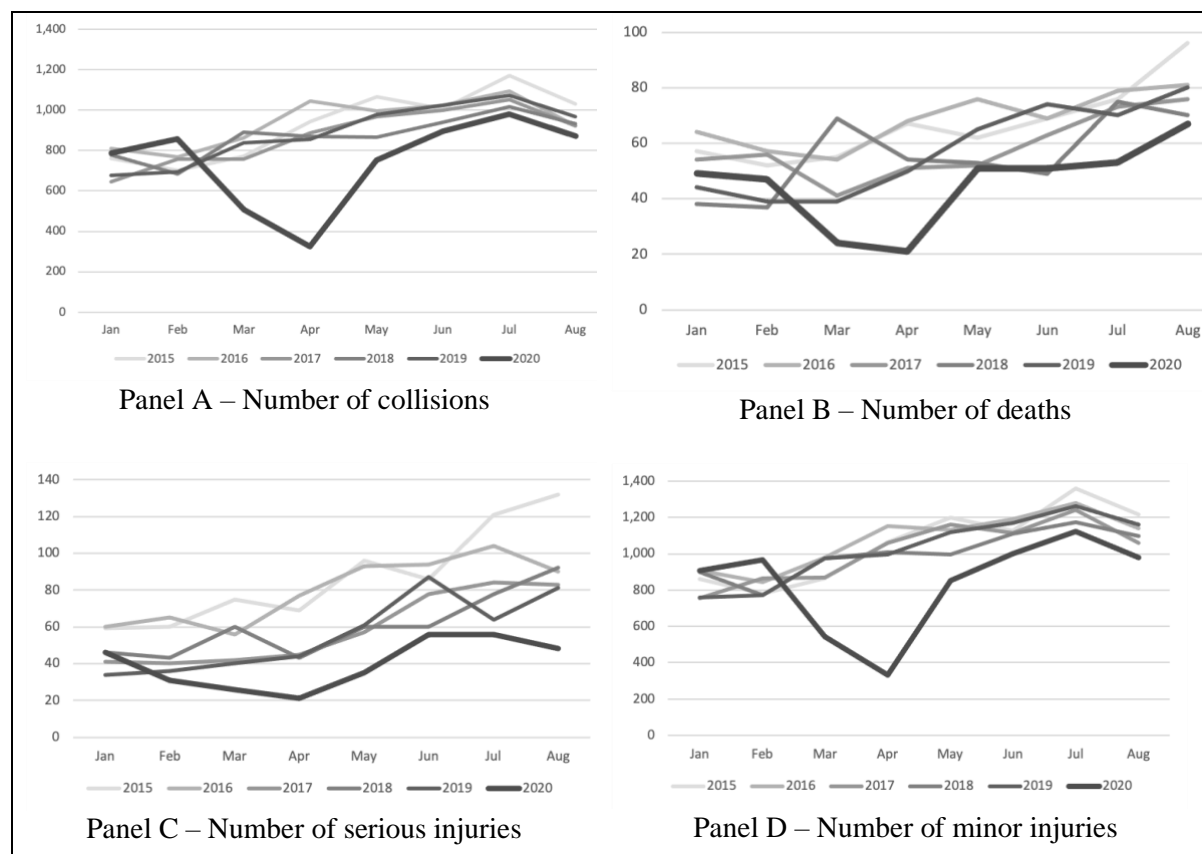 1,400
1,200
1,000
800
600
400
200
0
Jan Feb Mar Apr May Jun Jul Aug
2015 2016 2017 2018 2019 2020
Panel A – Number of collisions
100
80
60
40
20
0
Jan Feb Mar Apr May Jun Jul Aug
2015 2016 2017 2018 2019 2020
Panel B – Number of deaths
140
120
100
80
60
40
20
0
Jan Feb Mar Apr May Jun Jul Aug
2015 2016 2017 2018 2019 2020
Panel C – Number of serious injuries
1,400
1,200
1,000
800
600
400
200
0
Jan Feb Mar Apr May Jun Jul Aug
2015 2016 2017 2018 2019 2020
Panel D – Number of minor injuries